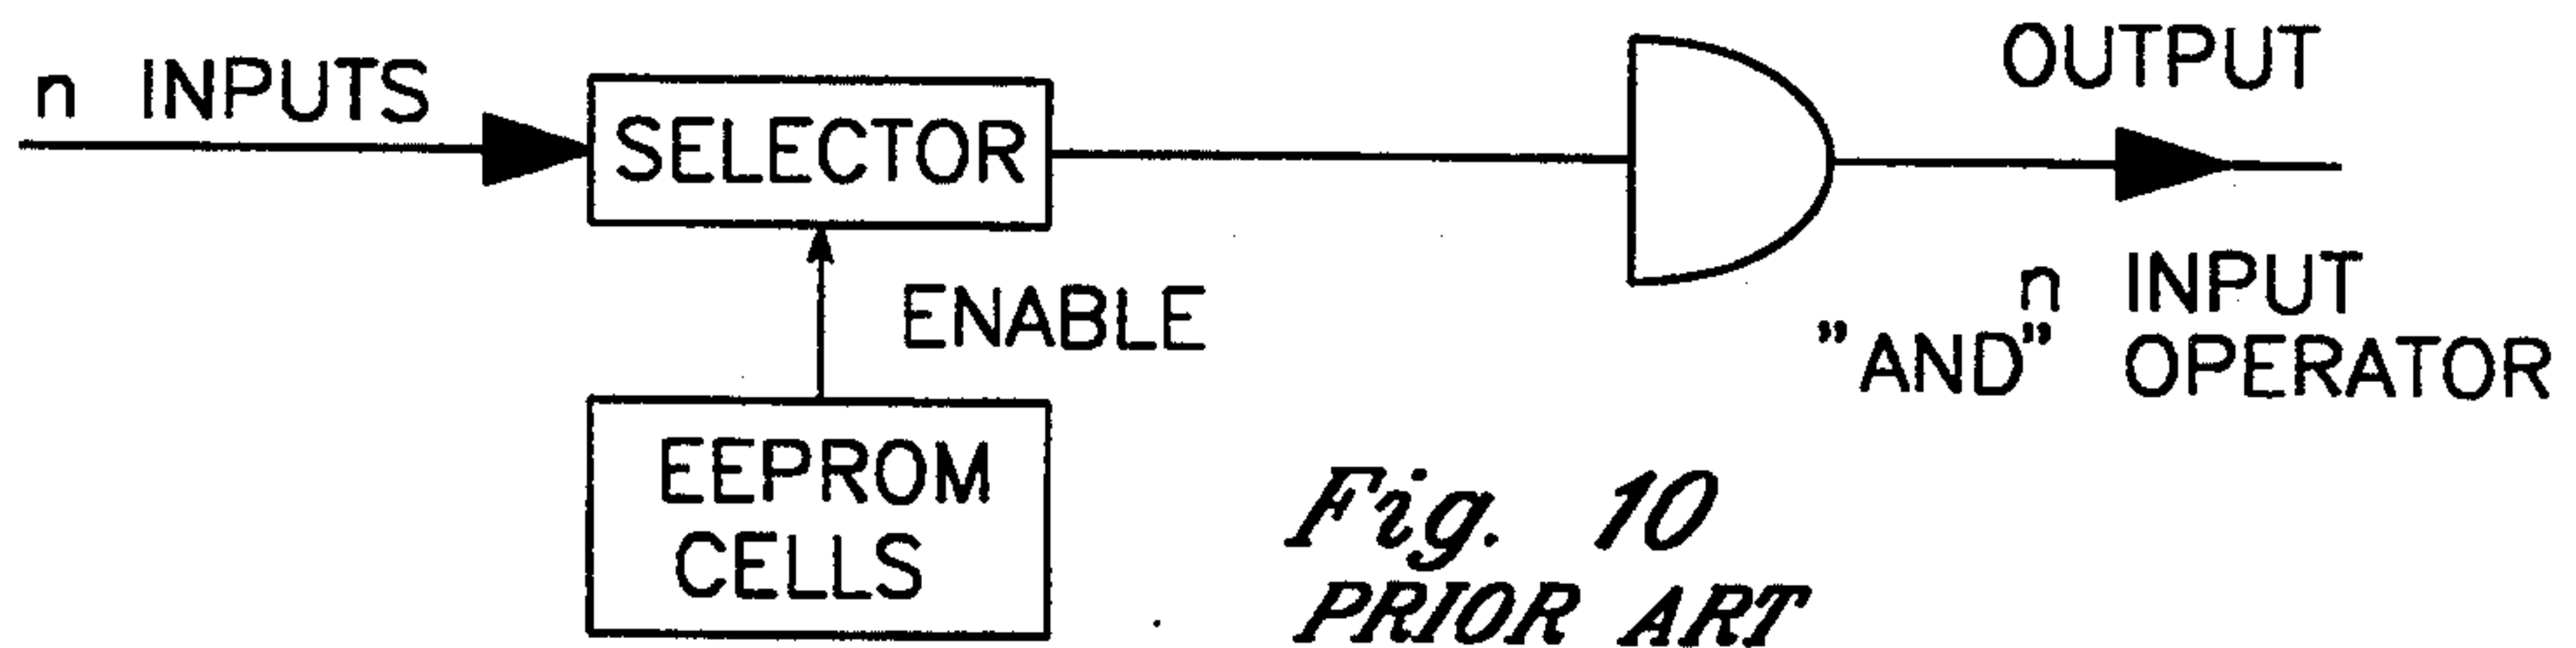 n INPUTS
SELECTOR
OUTPUT
ENABLE
n INPUT
"AND" OPERATOR
EEPROM
CELLS
Fig. 10
PRIOR ART